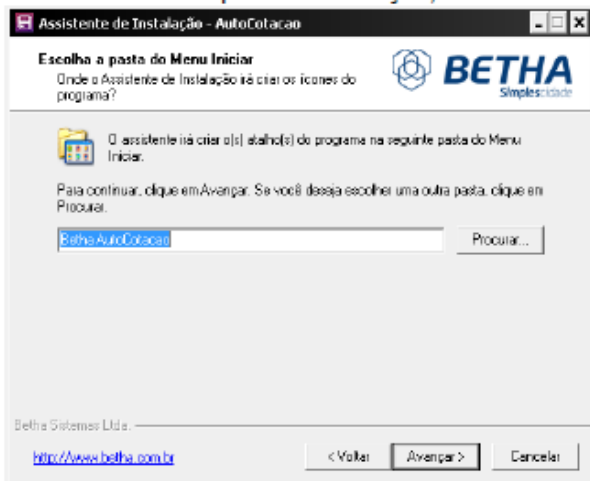 Assistente de Instalação - AutoCotacao
Escolha a pasta do Menu Iniciar
Onde o Assistente de Instalação irá criar os ícones do
programa?
BETHA
Simplescidade
O assistente irá criar o(s) atalho(s) do programa na seguinte pasta do Menu
Iniciar.
Para continuar, clique em Avançar. Se você deseja escolher uma outra pasta, clique em
Procurar.
Betha AutoCotacao
Procurar...
Betha Sistemas Ltda.
http://www.betha.com.br
< Voltar
Avançar >
Cancelar